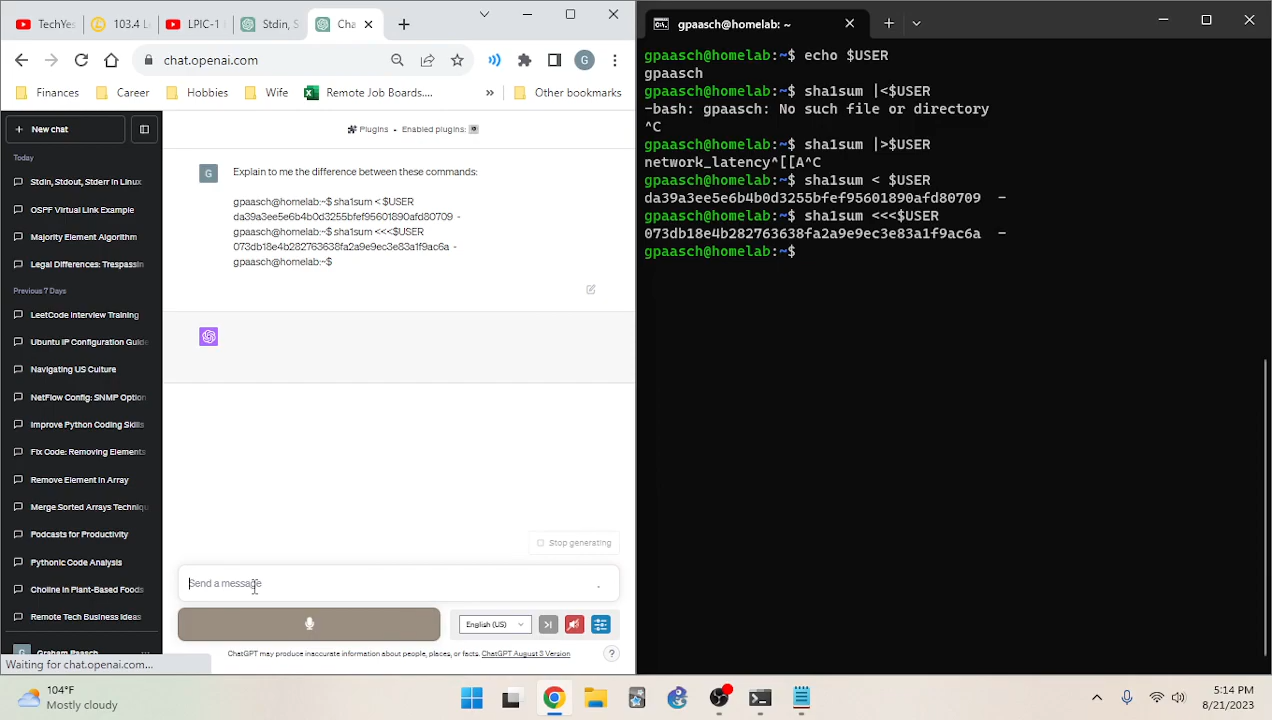 TechYes
103.4 L
LPIC-1
Stdin, S
Cha
chat.openai.com
G
Finances
Career
Hobbies
Wife
Remote Job Boards....
»
Other bookmarks
+ New chat
Today
Stdin, Stdout, Stderr in Linux
OSPF Virtual Link Example
Majority Element Algorithm
Legal Differences: Trespassin
Previous 7 Days
LeetCode Interview Training
Ubuntu IP Configuration Guide
Navigating US Culture
NetFlow Config: SNMP Option
Improve Python Coding Skills
Fix Code: Removing Elements
Remove Element in Array
Merge Sorted Arrays Techniqu
Podcasts for Productivity
Pythonic Code Analysis
Choline in Plant-Based Foods
Remote Tech Business Ideas
G
Graham Paasch
...
Waiting for chat.openai.com...
Plugins • Enabled plugins:
G
Explain to me the difference between these commands:
gpaasch@homelab:~$ sha1sum < $USER
da39a3ee5e6b4b0d3255bfef95601890afd80709 -
gpaasch@homelab:~$ sha1sum <<<$USER
073db18e4b282763638fa2a9e9ec3e83a1f9ac6a -
gpaasch@homelab:~$
Stop generating
Send a message
English (US)
ChatGPT may produce inaccurate information about people, places, or facts. ChatGPT August 3 Version
?
gpaasch@homelab: ~
gpaasch@homelab:~$ echo $USER
gpaasch
gpaasch@homelab:~$ sha1sum |<$USER
-bash: gpaasch: No such file or directory
^C
gpaasch@homelab:~$ sha1sum |>$USER
network_latency^[[A^C
gpaasch@homelab:~$ sha1sum < $USER
da39a3ee5e6b4b0d3255bfef95601890afd80709  -
gpaasch@homelab:~$ sha1sum <<<$USER
073db18e4b282763638fa2a9e9ec3e83a1f9ac6a  -
gpaasch@homelab:~$
104°F
Mostly cloudy
5:14 PM
8/21/2023